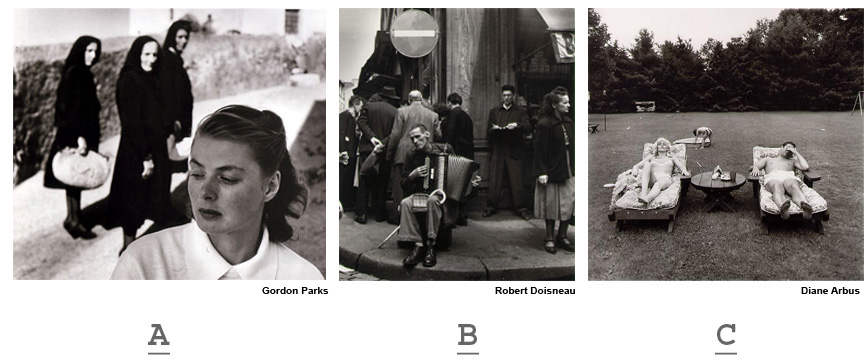 Gordon Parks
Robert Doisneau
Diane Arbus
A
B
C